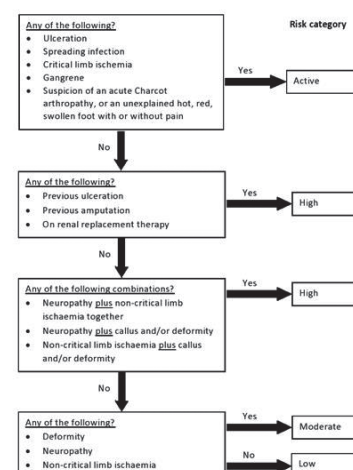 Any of the following?
Risk category
• Ulceration
• Spreading infection
• Critical limb ischemia
• Gangrene
• Suspicion of an acute Charcot
arthropathy, or an unexplained hot, red,
swollen foot with or without pain
Yes
Active
No
Any of the following?
• Previous ulceration
• Previous amputation
• On renal replacement therapy
Yes
High
No
Any of the following combinations?
• Neuropathy plus non-critical limb
ischaemia together
• Neuropathy plus callus and/or deformity
• Non-critical limb ischaemia plus callus
and/or deformity
Yes
High
No
Any of the following?
• Deformity
• Neuropathy
• Non-critical limb ischaemia
Yes
Moderate
No
Low